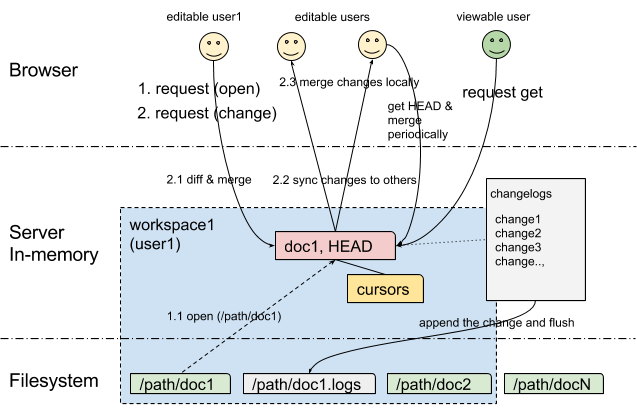 editable user1
editable users
viewable user
Browser
1. request (open)
2. request (change)
2.3 merge changes locally
get HEAD &
merge
periodically
request get
2.1 diff & merge
2.2 sync changes to others
Server
In-memory
workspace1
(user1)
doc1, HEAD
cursors
changelogs
change1
change2
change3
change..,
1.1 open (/path/doc1)
append the change and flush
Filesystem
/path/doc1
/path/doc1.logs
/path/doc2
/path/docN